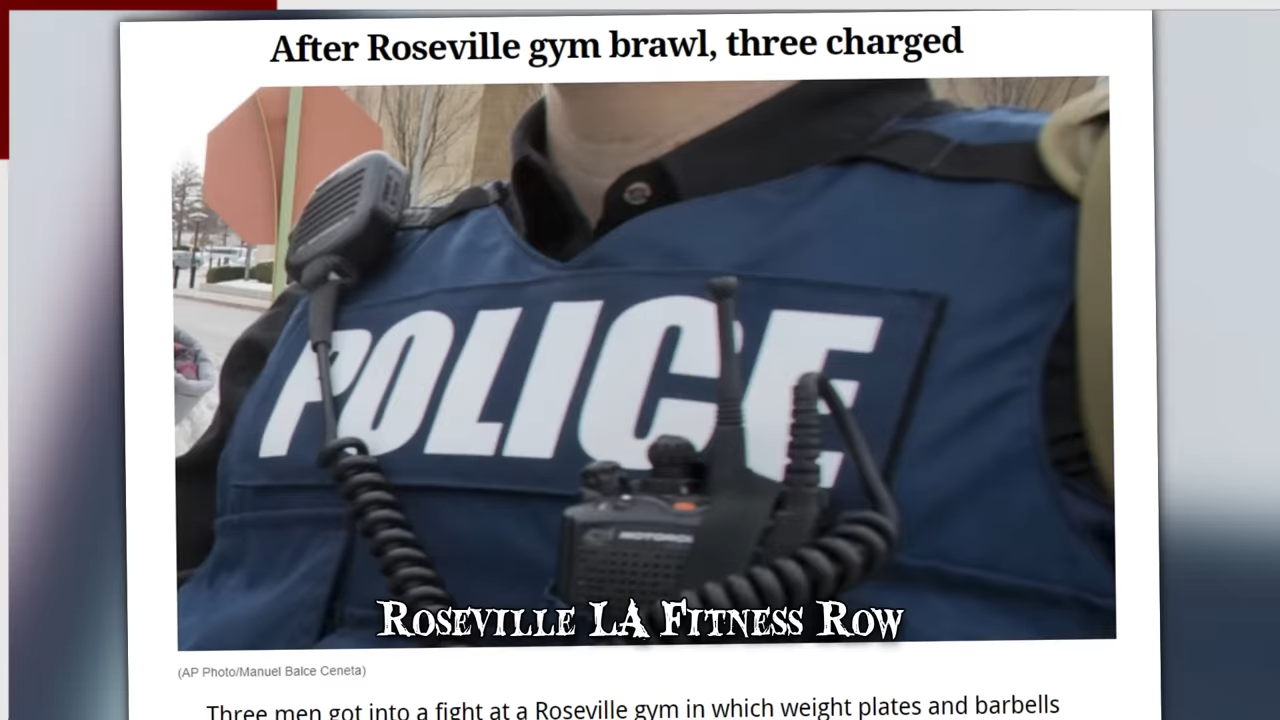 After Roseville gym brawl, three charged
POLICE
MOTOROLA
Roseville LA Fitness Row
(AP Photo/Manuel Balce Ceneta)
Three men got into a fight at a Roseville gym in which weight plates and barbells